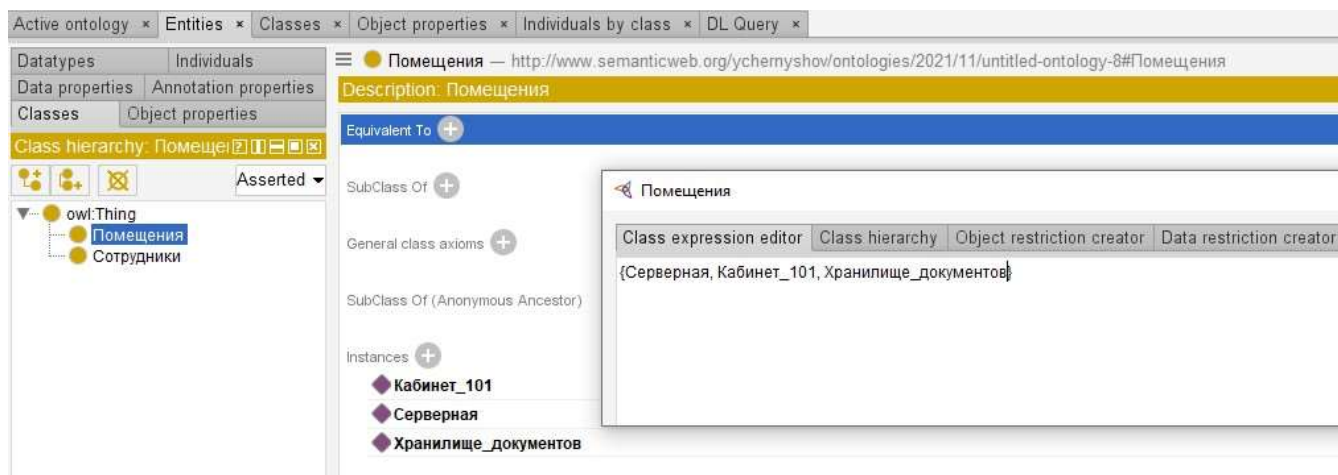 Active ontology × Entities × Classes × Object properties × Individuals by class × DL Query ×
Datatypes Individuals
Data properties Annotation properties
Classes Object properties
Class hierarchy: Помещен
Asserted
owl:Thing
Помещения
Сотрудники
Помещения — http://www.semanticweb.org/ychernyshov/ontologies/2021/11/untitled-ontology-8#Помещения
Description: Помещения
Equivalent To
SubClass Of
General class axioms
SubClass Of (Anonymous Ancestor)
Instances
Кабинет_101
Серверная
Хранилище_документов
Помещения
Class expression editor Class hierarchy Object restriction creator Data restriction creator
{Серверная, Кабинет_101, Хранилище_документов}